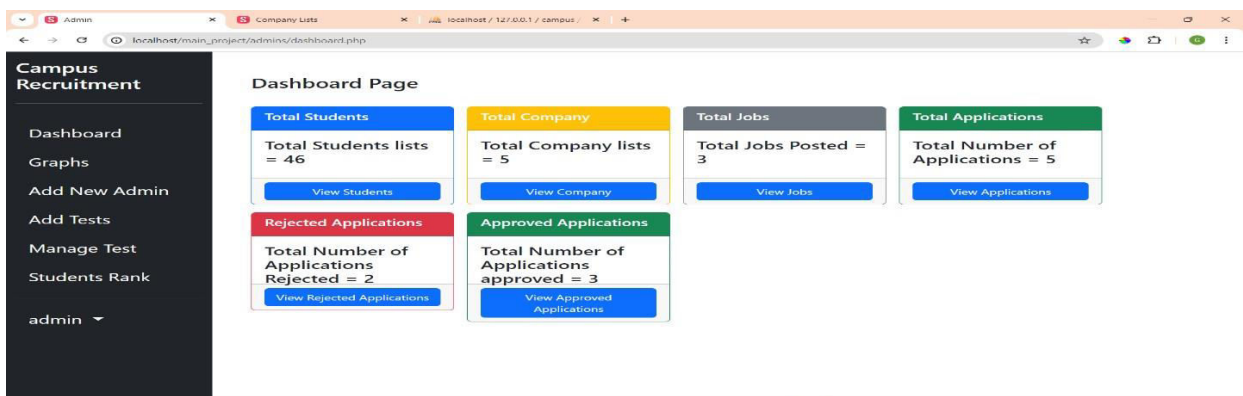 Admin
Company Lists
localhost / 127.0.0.1 / campus /
localhost/main_project/admins/dashboard.php
Campus
Recruitment
Dashboard
Graphs
Add New Admin
Add Tests
Manage Test
Students Rank
admin
Dashboard Page
Total Students
Total Students lists
= 46
View Students
Total Company
Total Company lists
= 5
View Company
Total Jobs
Total Jobs Posted =
3
View Jobs
Total Applications
Total Number of
Applications = 5
View Applications
Rejected Applications
Total Number of
Applications
Rejected = 2
View Rejected Applications
Approved Applications
Total Number of
Applications
approved = 3
View Approved
Applications